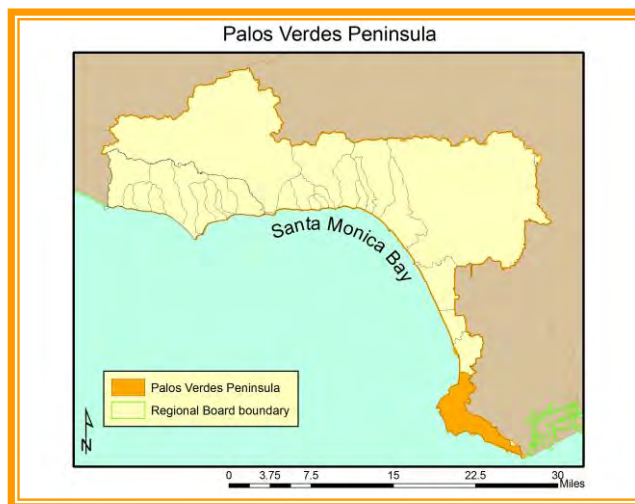 Palos Verdes Peninsula
Santa Monica Bay
Palos Verdes Peninsula
Regional Board boundary
N
0 3.75 7.5 15 22.5 30
Miles